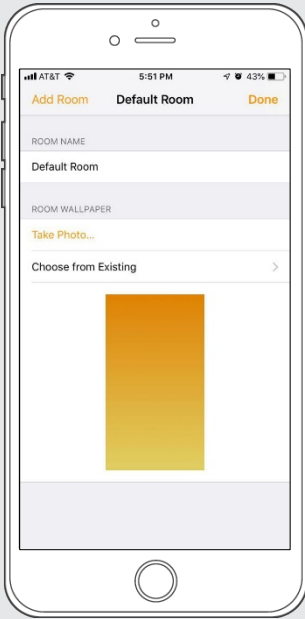 AT&T 5:51 PM 43%
Add Room Default Room Done
ROOM NAME
Default Room
ROOM WALLPAPER
Take Photo...
Choose from Existing